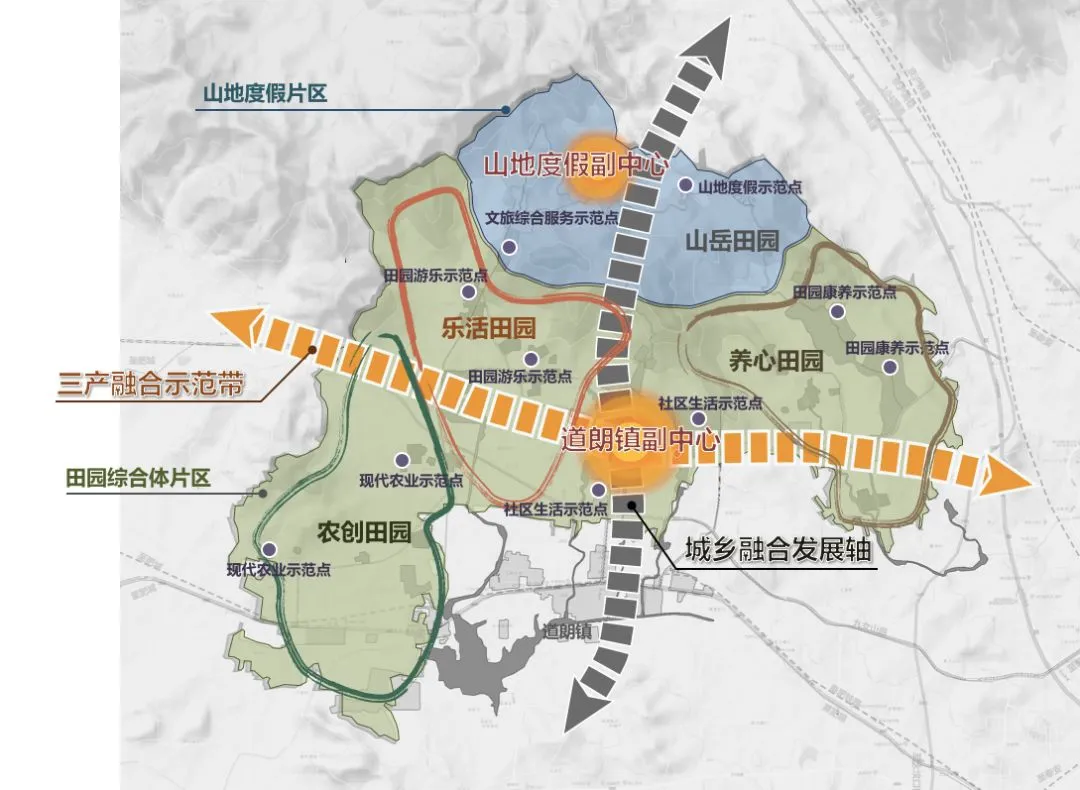 山地度假片区
山地度假副中心
山地度假示范点
文旅综合服务示范点
山岳田园
田园游乐示范点
田园康养示范点
乐活田园
田园康养示范点
养心田园
三产融合示范带
田园游乐示范点
社区生活示范点
道朗镇副中心
田园综合体片区
现代农业示范点
社区生活示范点
农创田园
城乡融合发展轴
现代农业示范点
道朗镇